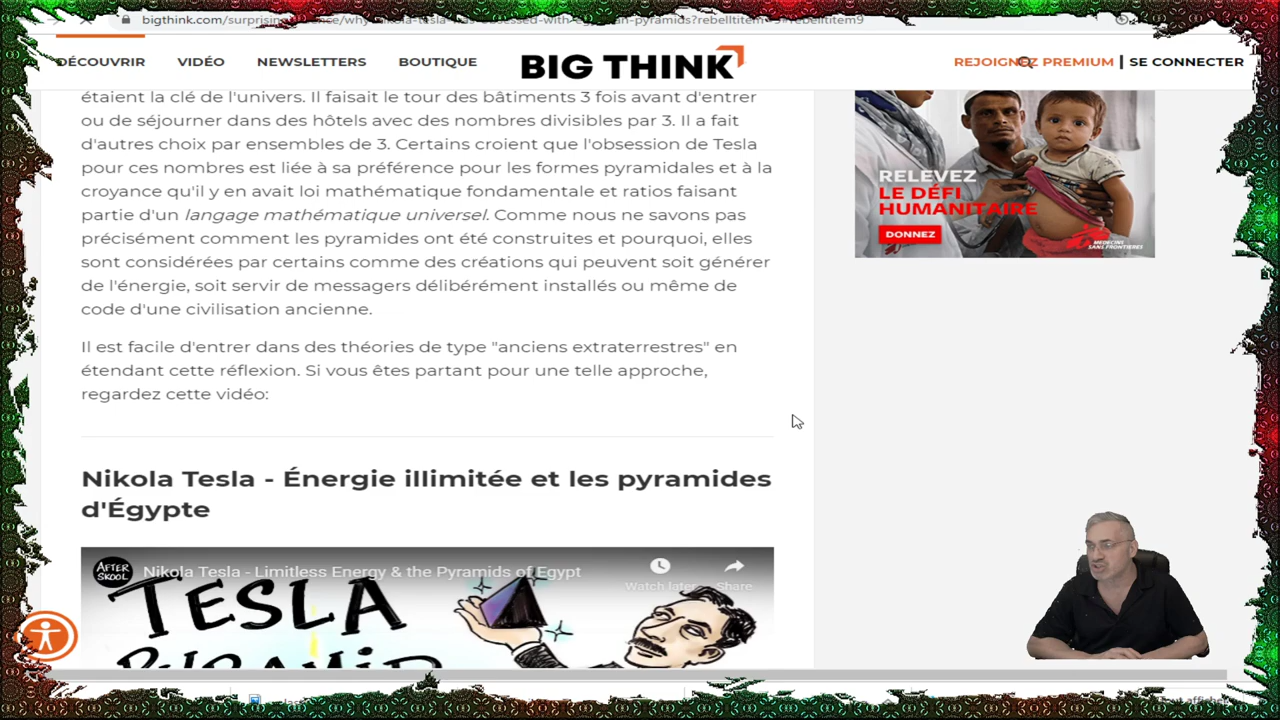 bigthink.com/surprising-science/why-nikola-tesla-was-obsessed-with-egyptian-pyramids?rebelltitem=9#rebelltitem9
DÉCOUVRIR VIDÉO NEWSLETTERS BOUTIQUE BIG THINK REJOIGNEZ PREMIUM | SE CONNECTER
étaient la clé de l'univers. Il faisait le tour des bâtiments 3 fois avant d'entrer
ou de séjourner dans des hôtels avec des nombres divisibles par 3. Il a fait
d'autres choix par ensembles de 3. Certains croient que l'obsession de Tesla
pour ces nombres est liée à sa préférence pour les formes pyramidales et à la
croyance qu'il y avait loi mathématique fondamentale et ratios faisant
partie d'un langage mathématique universel. Comme nous ne savons pas
précisément comment les pyramides ont été construites et pourquoi, elles
sont considérées par certains comme des créations qui peuvent soit générer
de l'énergie, soit servir de messagers délibérément installés ou même de
code d'une civilisation ancienne.
Il est facile d'entrer dans des théories de type "anciens extraterrestres" en
étendant cette réflexion. Si vous êtes partant pour une telle approche,
regardez cette vidéo:
Nikola Tesla - Énergie illimitée et les pyramides
d'Égypte
AFTER
SKOOL
Nikola Tesla - Limitless Energy & the Pyramids of Egypt
Watch later Share
TESLA
PYRAMiD
RELEVEZ
LE DÉFI
HUMANITAIRE
DONNEZ
MEDECINS
SANS FRONTIERES